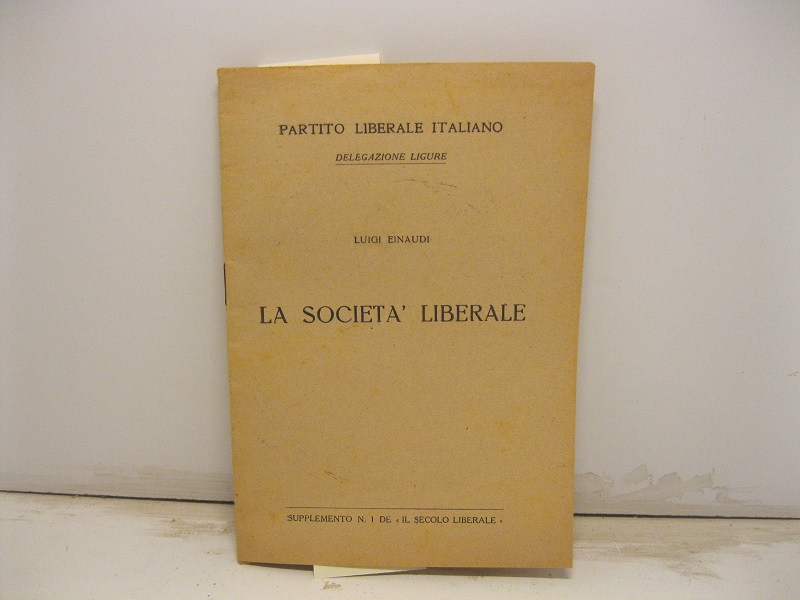 PARTITO LIBERALE ITALIANO
DELEGAZIONE LIGURE
LUIGI EINAUDI
LA SOCIETA' LIBERALE
SUPPLEMENTO N. 1 DE « IL SECOLO LIBERALE »